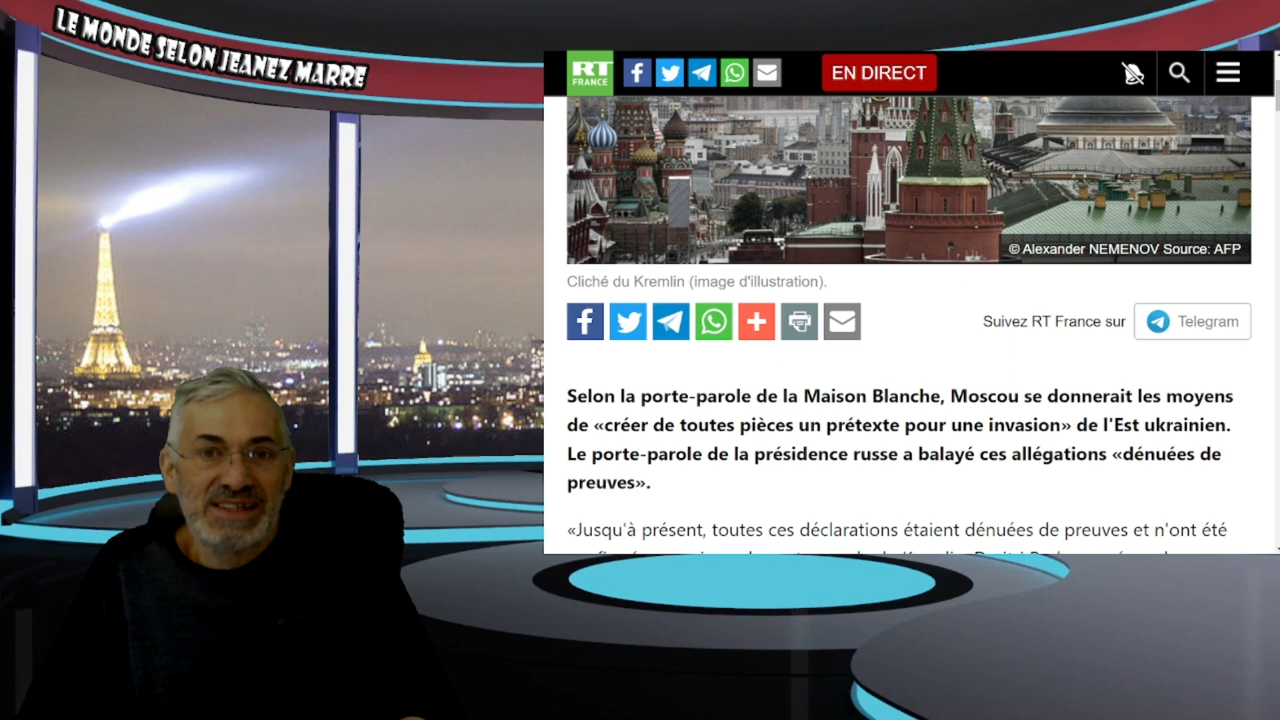 LE MONDE SELON JEANEZ MARRE
RT
FRANCE
EN DIRECT
© Alexander NEMENOV Source: AFP
Cliché du Kremlin (image d'illustration).
Suivez RT France sur
Telegram
Selon la porte-parole de la Maison Blanche, Moscou se donnerait les moyens
de «créer de toutes pièces un prétexte pour une invasion» de l'Est ukrainien.
Le porte-parole de la présidence russe a balayé ces allégations «dénuées de
preuves».
«Jusqu'à présent, toutes ces déclarations étaient dénuées de preuves et n'ont été